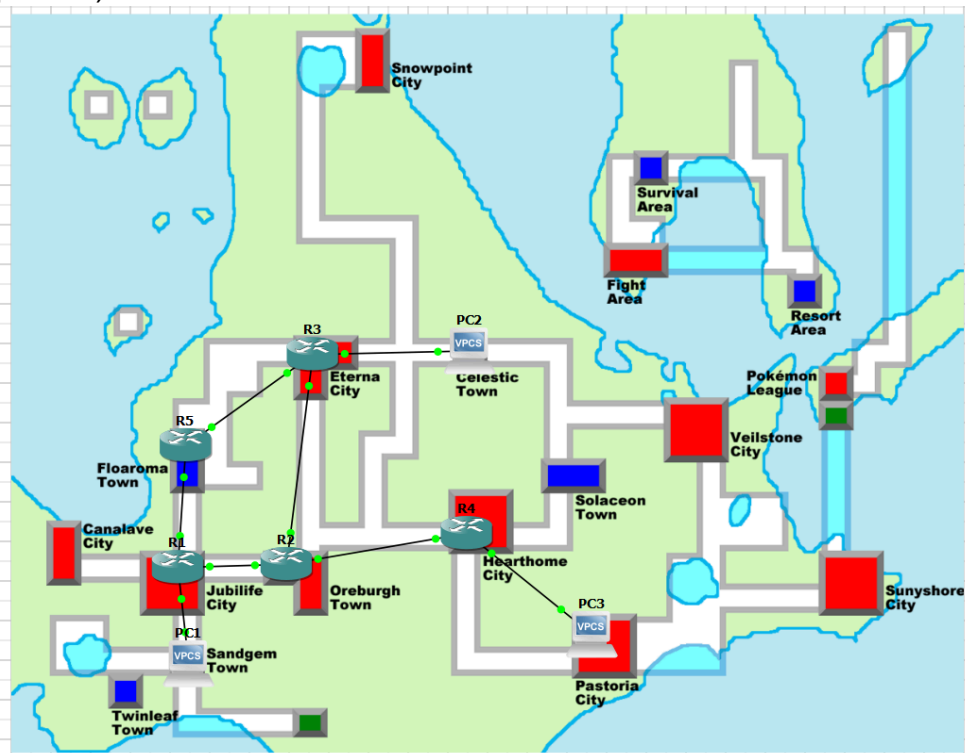 Snowpoint
City
Survival
Area
Fight
Area
Resort
Area
PC2
VPCS
R3
Eterna
City
Celestic
Town
Pokémon
League
R5
Floaroma
Town
Veilstone
City
Solaceon
Town
Canalave
City
R4
Hearthome
City
R1
Jubilife
City
R2
Oreburgh
Town
Sunyshore
City
PC3
VPCS
Pastoria
City
PC1
VPCS
Sandgem
Town
Twinleaf
Town